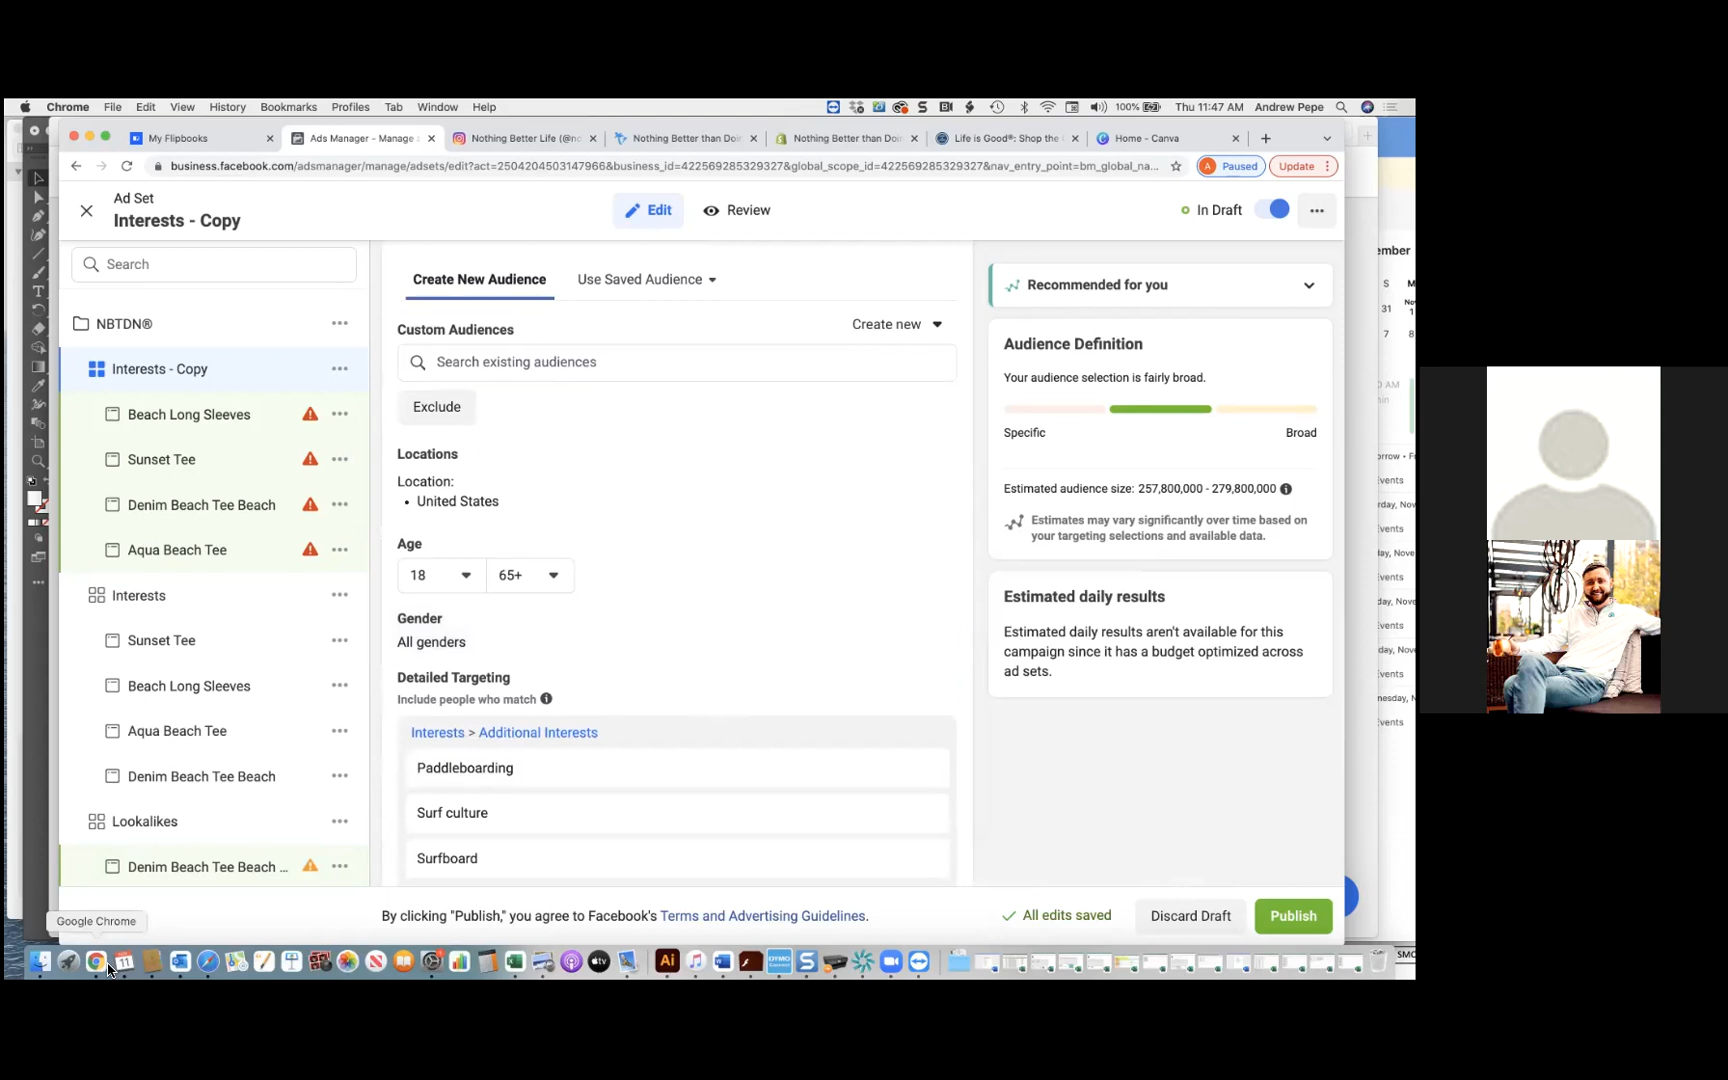 Chrome File Edit View History Bookmarks Profiles Tab Window Help
100% Thu 11:47 AM Andrew Pepe
My Flipbooks
Ads Manager - Manage
Nothing Better Life (@nc
Nothing Better than Doin
Nothing Better than Doin
Life is Good®: Shop the
Home - Canva
business.facebook.com/adsmanager/manage/adsets/edit?act=2504204503147966&business_id=422569285329327&global_scope_id=422569285329327&nav_entry_point=bm_global_na...
A Paused
Update
Ad Set
Interests - Copy
Edit
Review
In Draft
Search
NBTDN®
Interests - Copy
Beach Long Sleeves
Sunset Tee
Denim Beach Tee Beach
Aqua Beach Tee
Interests
Sunset Tee
Beach Long Sleeves
Aqua Beach Tee
Denim Beach Tee Beach
Lookalikes
Denim Beach Tee Beach ...
Create New Audience
Use Saved Audience
Custom Audiences
Create new
Search existing audiences
Exclude
Locations
Location:
• United States
Age
18
65+
Gender
All genders
Detailed Targeting
Include people who match
Interests > Additional Interests
Paddleboarding
Surf culture
Surfboard
Recommended for you
Audience Definition
Your audience selection is fairly broad.
Specific
Broad
Estimated audience size: 257,800,000 - 279,800,000
Estimates may vary significantly over time based on
your targeting selections and available data.
Estimated daily results
Estimated daily results aren't available for this
campaign since it has a budget optimized across
ad sets.
By clicking "Publish," you agree to Facebook's Terms and Advertising Guidelines.
All edits saved
Discard Draft
Publish
Google Chrome